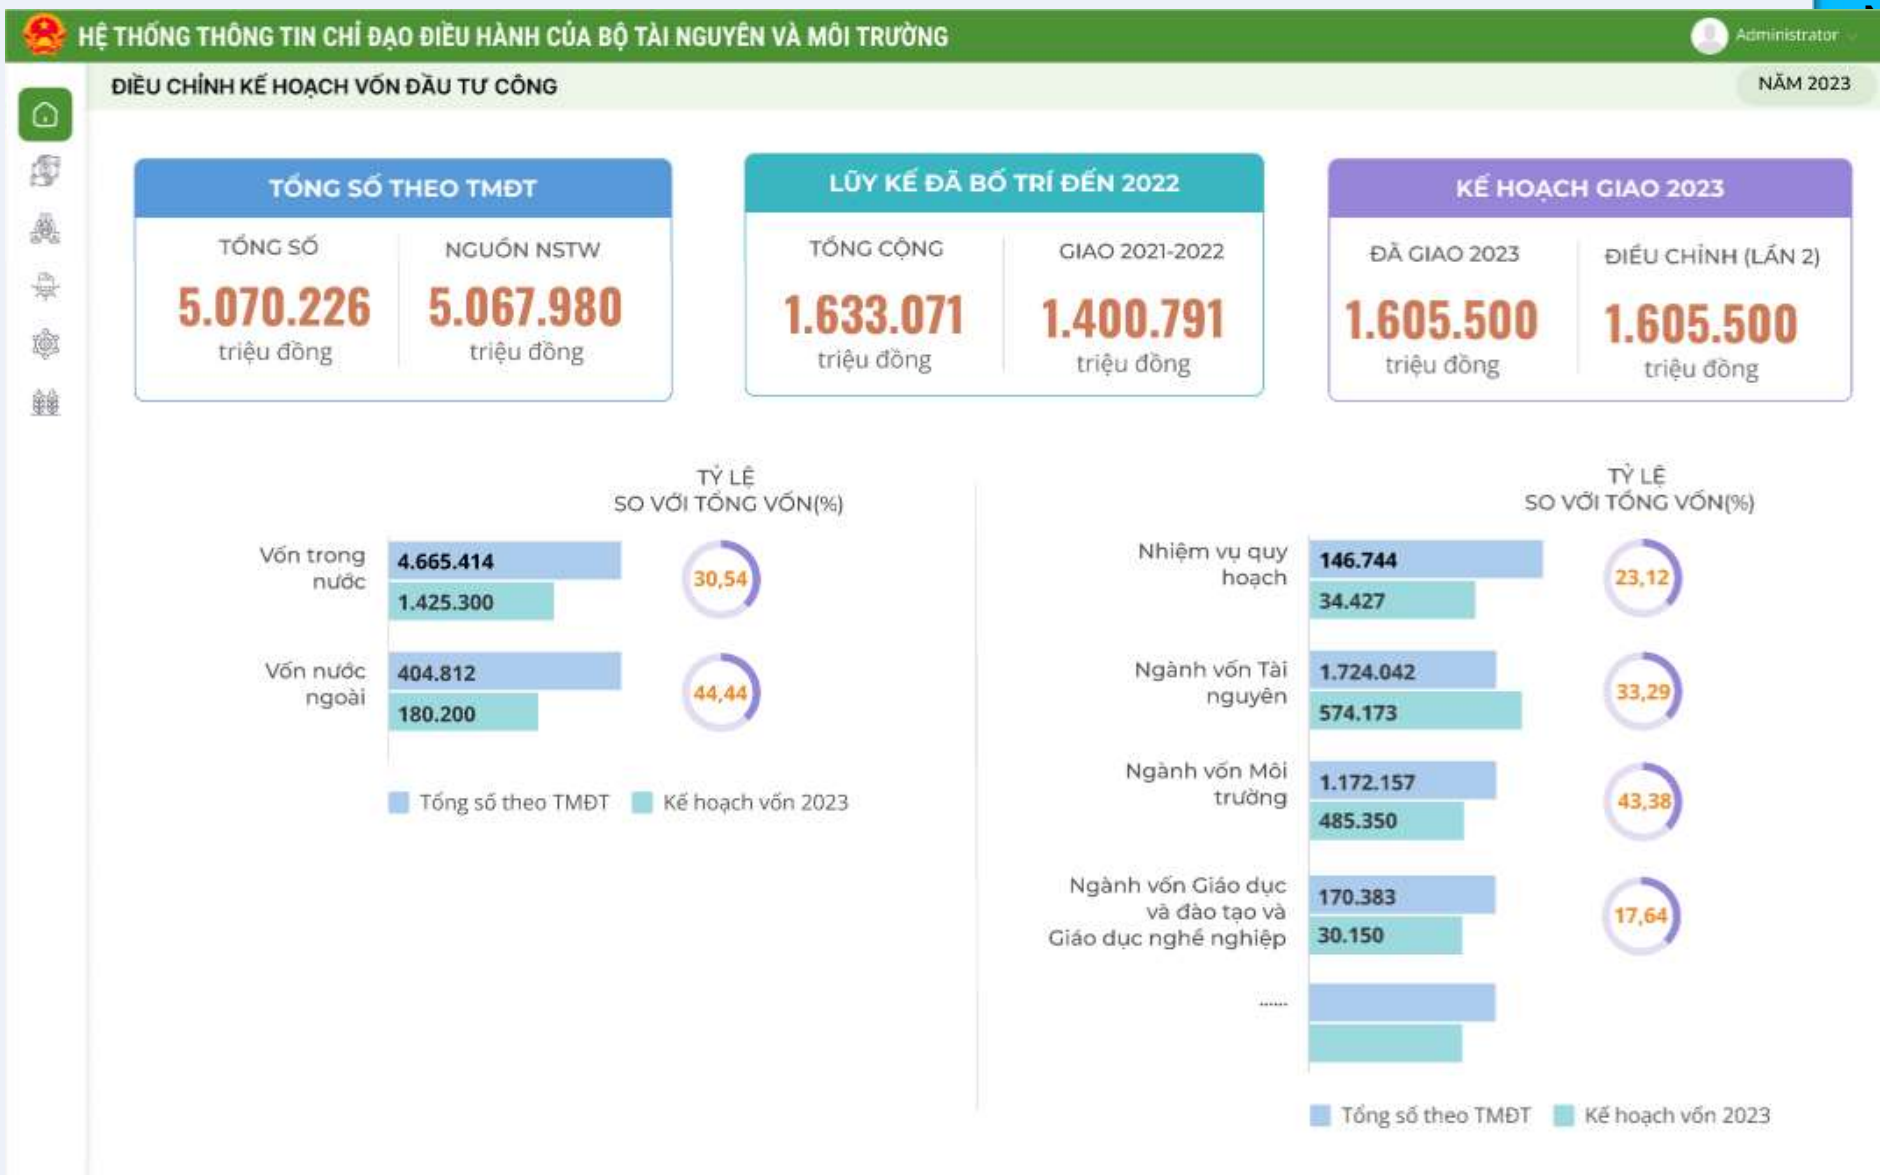 HỆ THỐNG THÔNG TIN CHỈ ĐẠO ĐIỀU HÀNH CỦA BỘ TÀI NGUYÊN VÀ MÔI TRƯỜNG
Administrator
ĐIỀU CHỈNH KẾ HOẠCH VỐN ĐẦU TƯ CÔNG
NĂM 2023
TỔNG SỐ THEO TMĐT
TỔNG SỐ
NGUỒN NSTW
5.070.226
5.067.980
triệu đồng
triệu đồng
LŨY KẾ ĐÃ BỐ TRÍ ĐẾN 2022
TỔNG CỘNG
GIAO 2021-2022
1.633.071
1.400.791
triệu đồng
triệu đồng
KẾ HOẠCH GIAO 2023
ĐÃ GIAO 2023
ĐIỀU CHỈNH (LẦN 2)
1.605.500
1.605.500
triệu đồng
triệu đồng
TỶ LỆ
SO VỚI TỔNG VỐN(%)
Vốn trong
nước
4.665.414
1.425.300
30,54
Vốn nước
ngoài
404.812
180.200
44,44
Tổng số theo TMĐT
Kế hoạch vốn 2023
TỶ LỆ
SO VỚI TỔNG VỐN(%)
Nhiệm vụ quy
hoạch
146.744
34.427
23,12
Ngành vốn Tài
nguyên
1.724.042
574.173
33,29
Ngành vốn Môi
trường
1.172.157
485.350
43,38
Ngành vốn Giáo dục
và đào tạo và
Giáo dục nghề nghiệp
170.383
30.150
17,64
......
Tổng số theo TMĐT
Kế hoạch vốn 2023